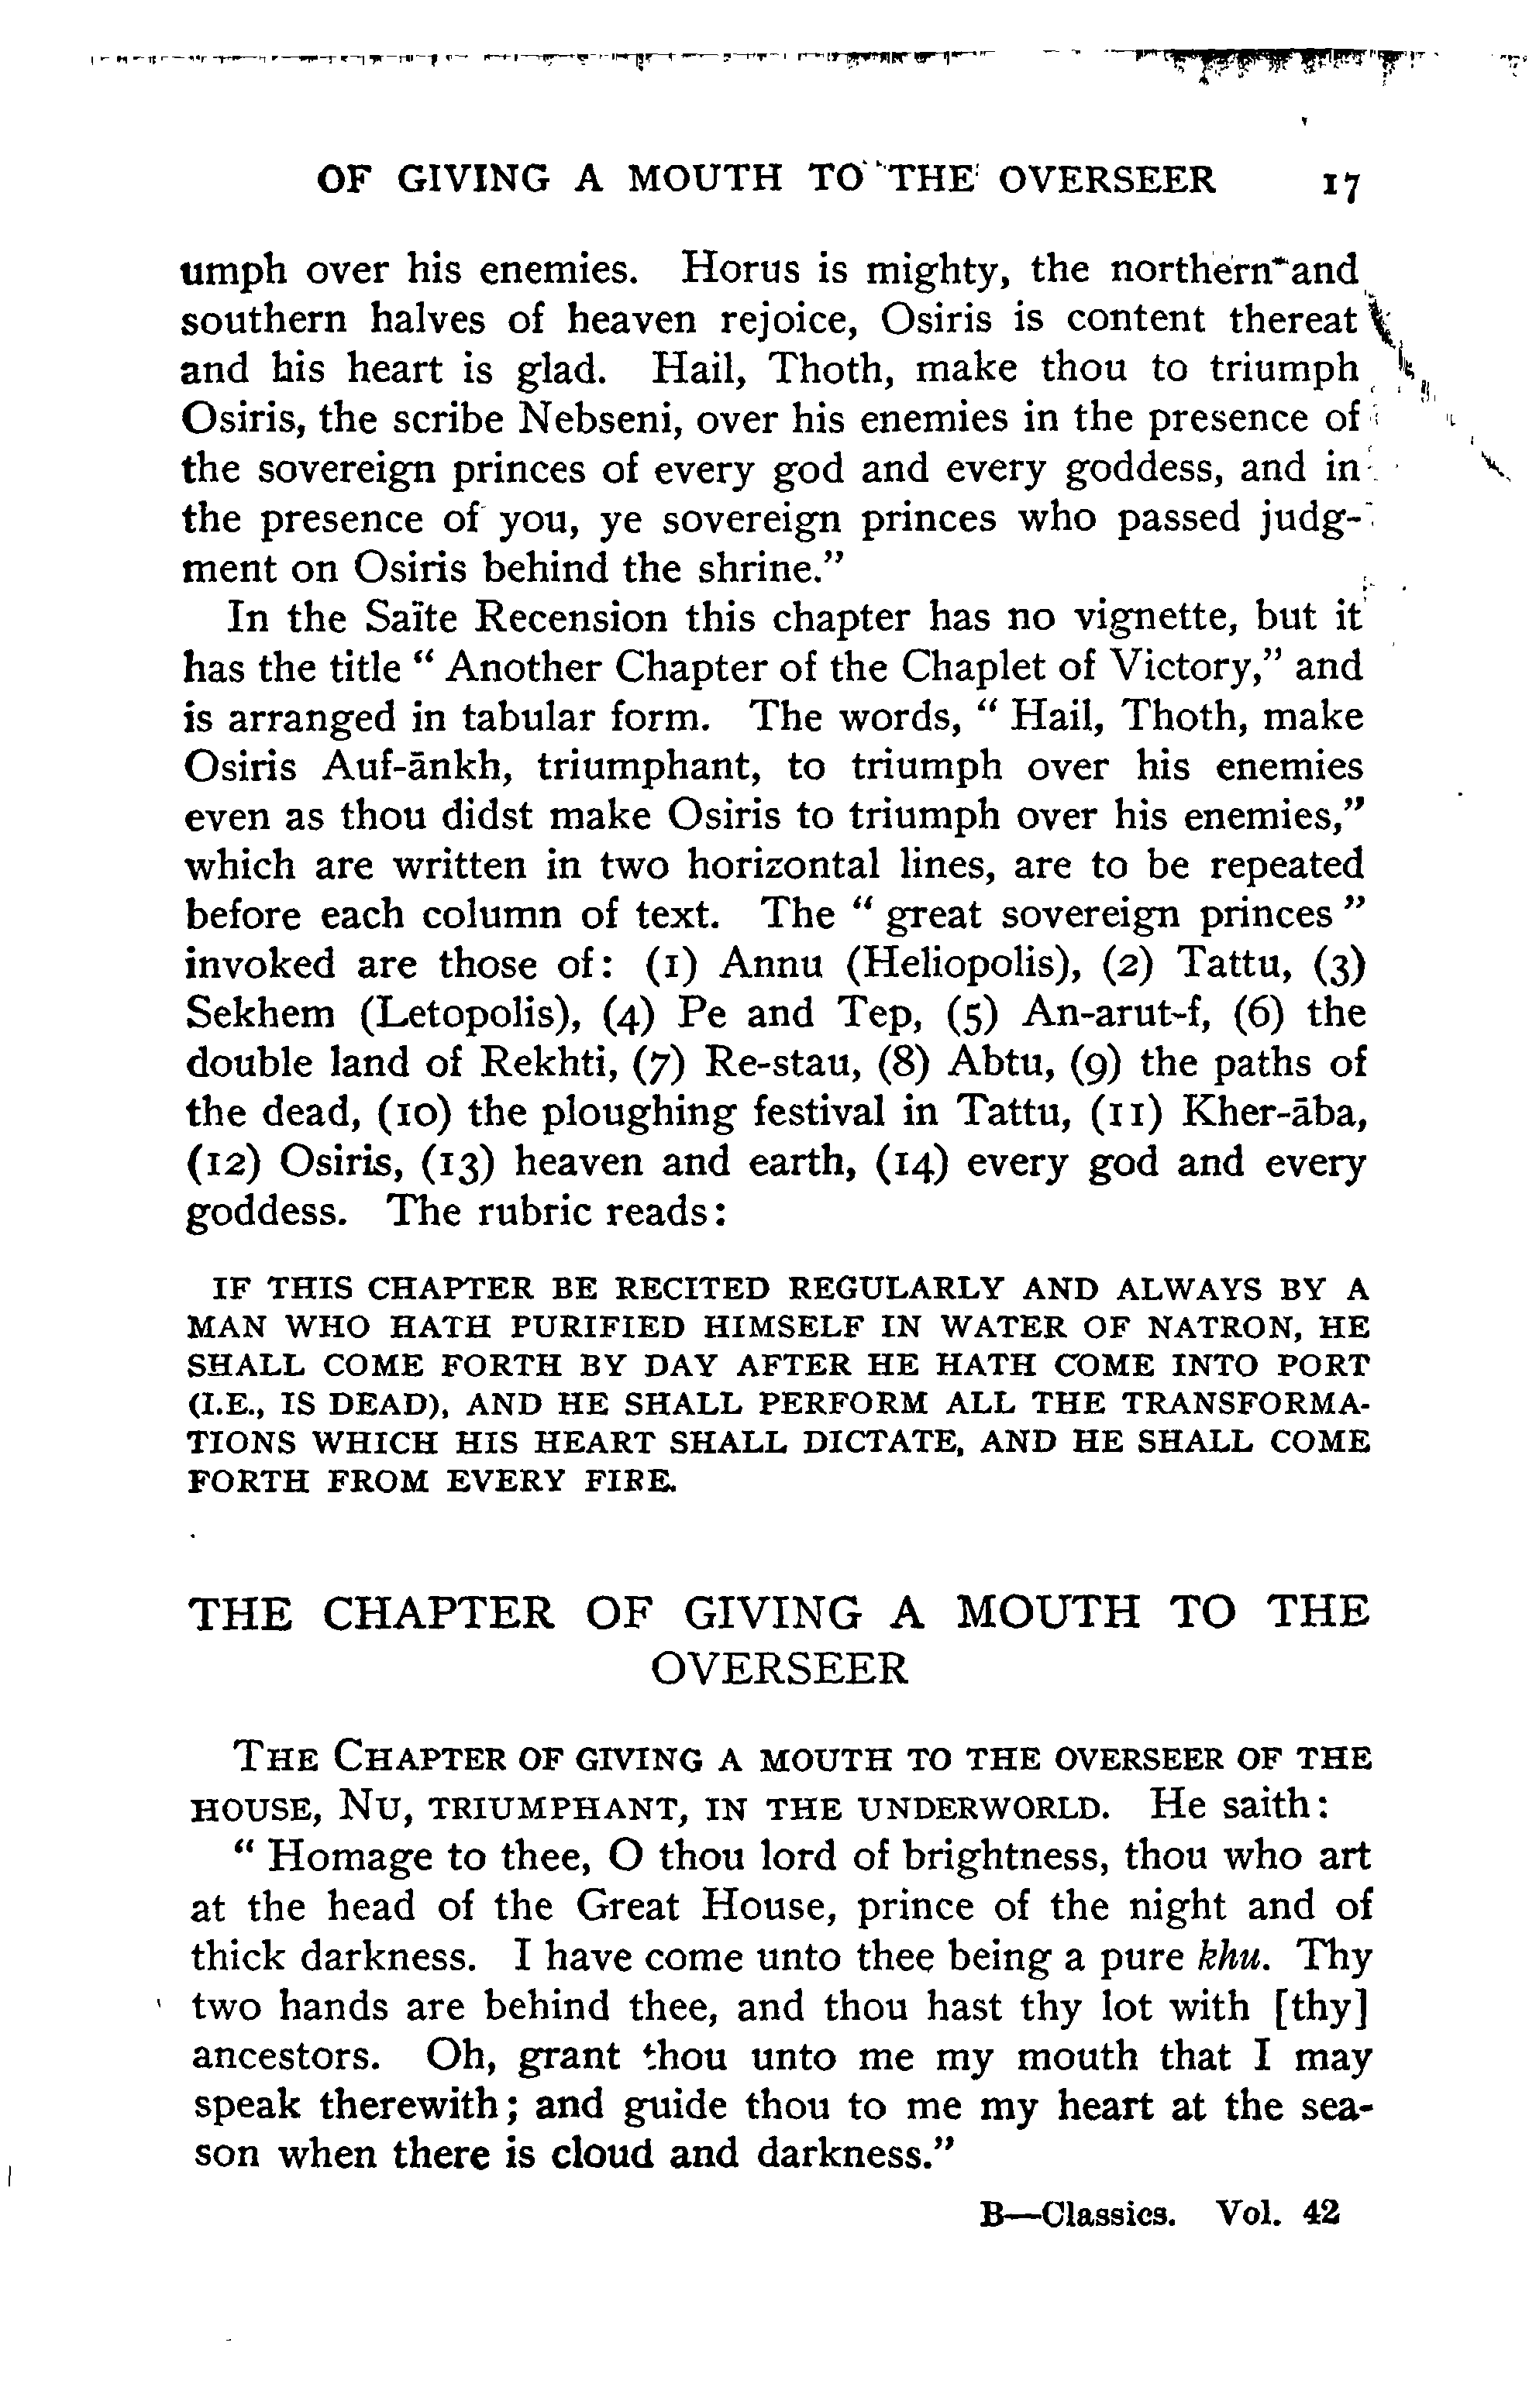 OF GIVING A MOUTH TO THE OVERSEER 17
umph over his enemies. Horus is mighty, the northern and
southern halves of heaven rejoice, Osiris is content thereat
and his heart is glad. Hail, Thoth, make thou to triumph
Osiris, the scribe Nebseni, over his enemies in the presence of
the sovereign princes of every god and every goddess, and in
the presence of you, ye sovereign princes who passed judg-
ment on Osiris behind the shrine.”
In the Saïte Recension this chapter has no vignette, but it
has the title “ Another Chapter of the Chaplet of Victory,” and
is arranged in tabular form. The words, “ Hail, Thoth, make
Osiris Auf-ānkh, triumphant, to triumph over his enemies
even as thou didst make Osiris to triumph over his enemies,”
which are written in two horizontal lines, are to be repeated
before each column of text. The “ great sovereign princes ”
invoked are those of: (1) Annu (Heliopolis), (2) Tattu, (3)
Sekhem (Letopolis), (4) Pe and Tep, (5) An-arut-f, (6) the
double land of Rekhti, (7) Re-stau, (8) Abtu, (9) the paths of
the dead, (10) the ploughing festival in Tattu, (11) Kher-āba,
(12) Osiris, (13) heaven and earth, (14) every god and every
goddess. The rubric reads:
IF THIS CHAPTER BE RECITED REGULARLY AND ALWAYS BY A
MAN WHO HATH PURIFIED HIMSELF IN WATER OF NATRON, HE
SHALL COME FORTH BY DAY AFTER HE HATH COME INTO PORT
(I.E., IS DEAD), AND HE SHALL PERFORM ALL THE TRANSFORMA-
TIONS WHICH HIS HEART SHALL DICTATE, AND HE SHALL COME
FORTH FROM EVERY FIRE.
THE CHAPTER OF GIVING A MOUTH TO THE
OVERSEER
THE CHAPTER OF GIVING A MOUTH TO THE OVERSEER OF THE
HOUSE, NU, TRIUMPHANT, IN THE UNDERWORLD. He saith:
“ Homage to thee, O thou lord of brightness, thou who art
at the head of the Great House, prince of the night and of
thick darkness. I have come unto thee being a pure khu. Thy
two hands are behind thee, and thou hast thy lot with [thy]
ancestors. Oh, grant thou unto me my mouth that I may
speak therewith; and guide thou to me my heart at the sea-
son when there is cloud and darkness.”
B—Classics. Vol. 42